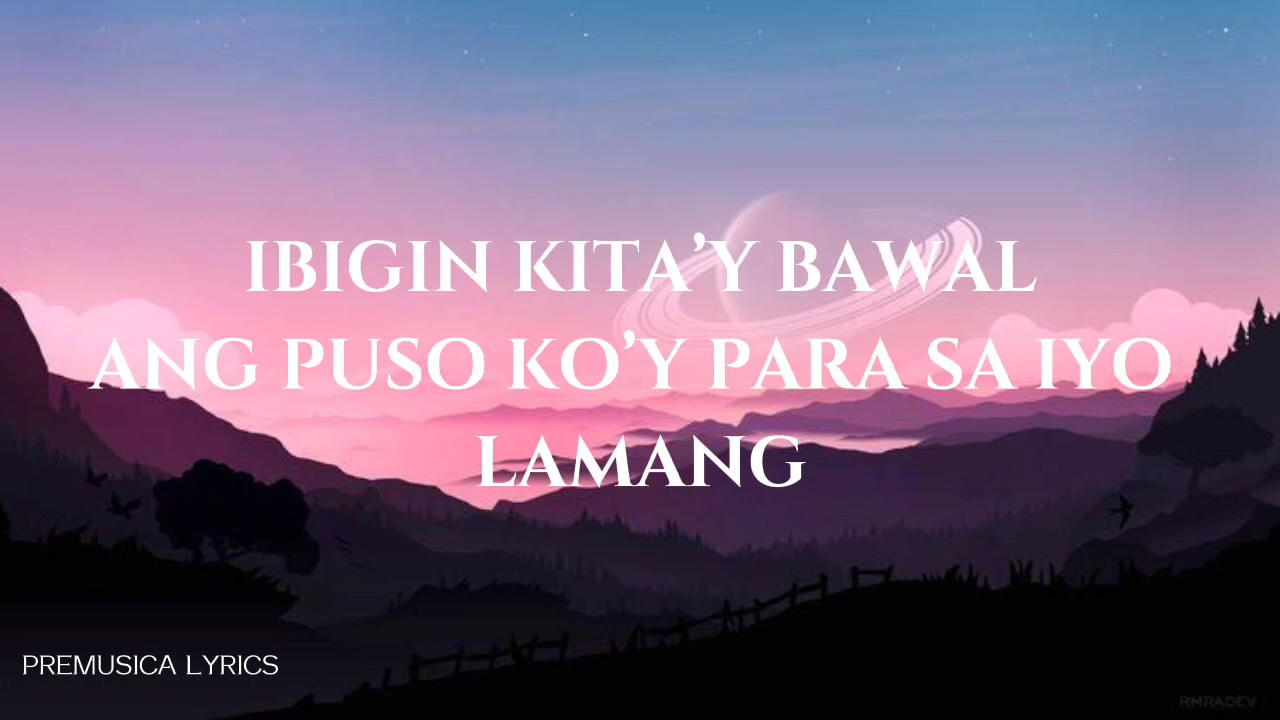 IBIGIN KITA’Y BAWAL
ANG PUSO KO’Y PARA SA IYO
LAMANG
PREMUSICA LYRICS
RMRADEV